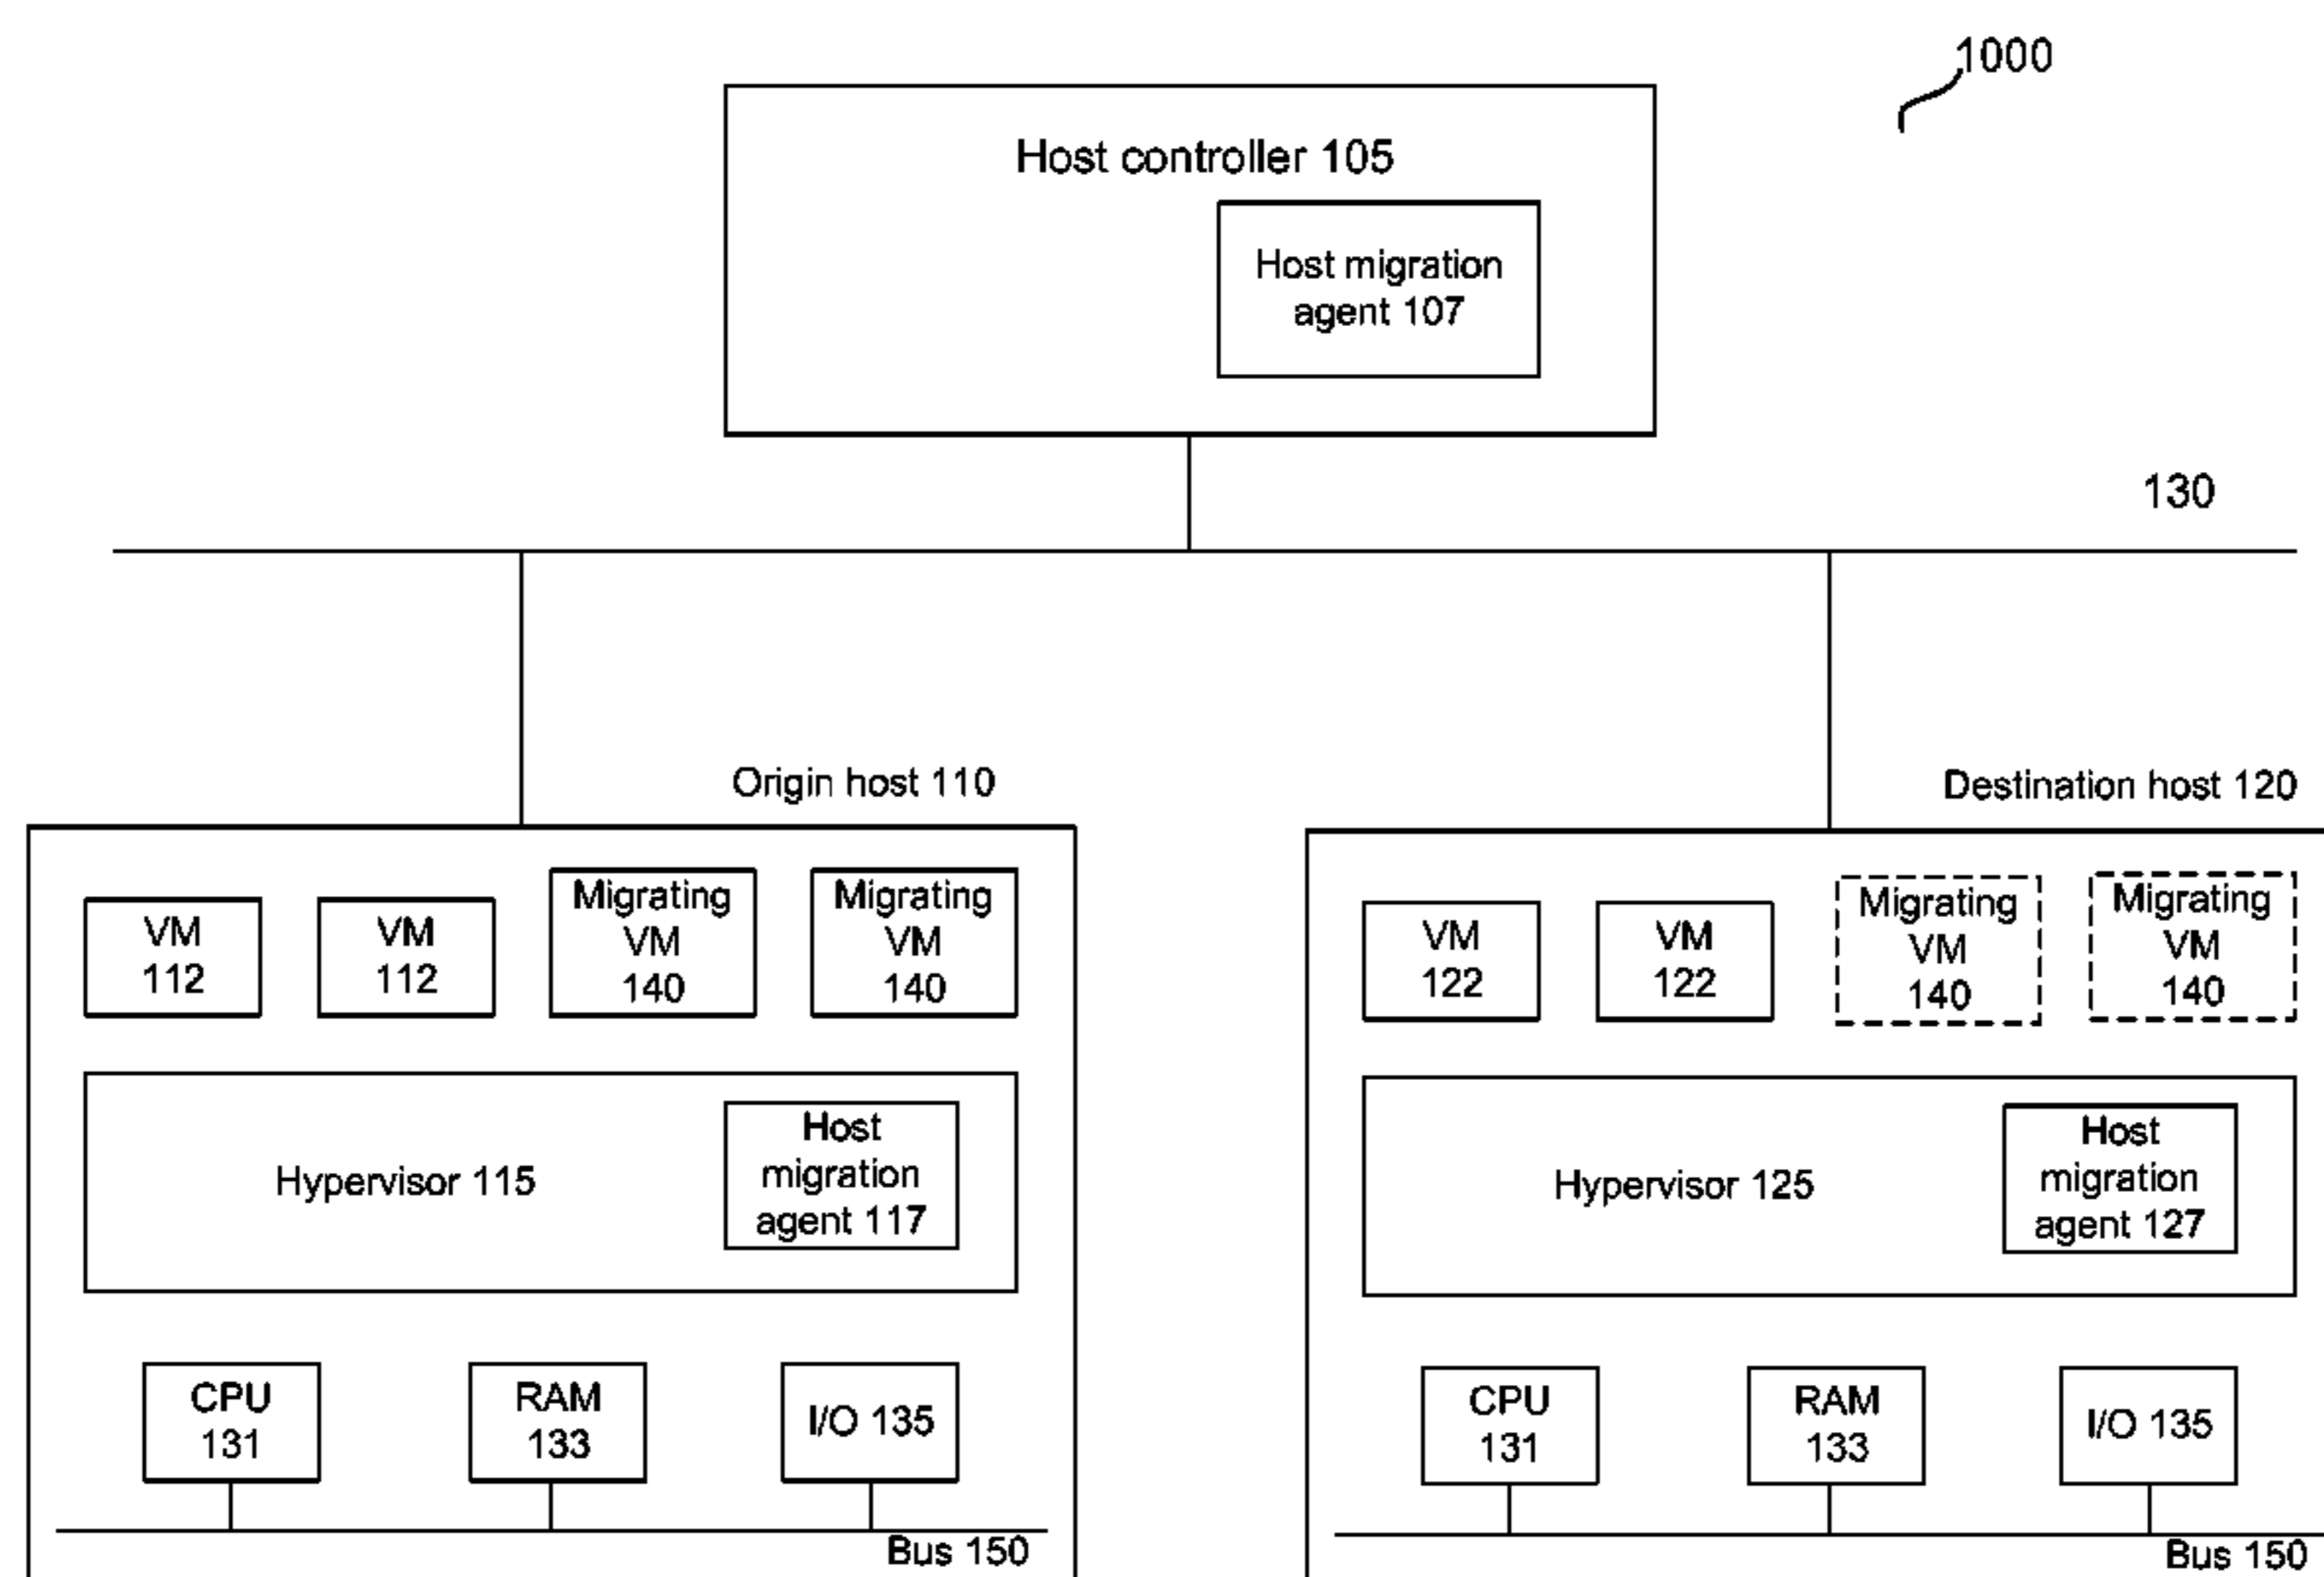 1000
Host controller 105
Host migration
agent 107
130
Origin host 110
Destination host 120
VM
112
VM
112
Migrating
VM
140
Migrating
VM
140
VM
122
VM
122
Migrating
VM
140
Migrating
VM
140
Hypervisor 115
Host
migration
agent 117
Hypervisor 125
Host
migration
agent 127
CPU
131
RAM
133
I/O 135
CPU
131
RAM
133
I/O 135
Bus 150
Bus 150